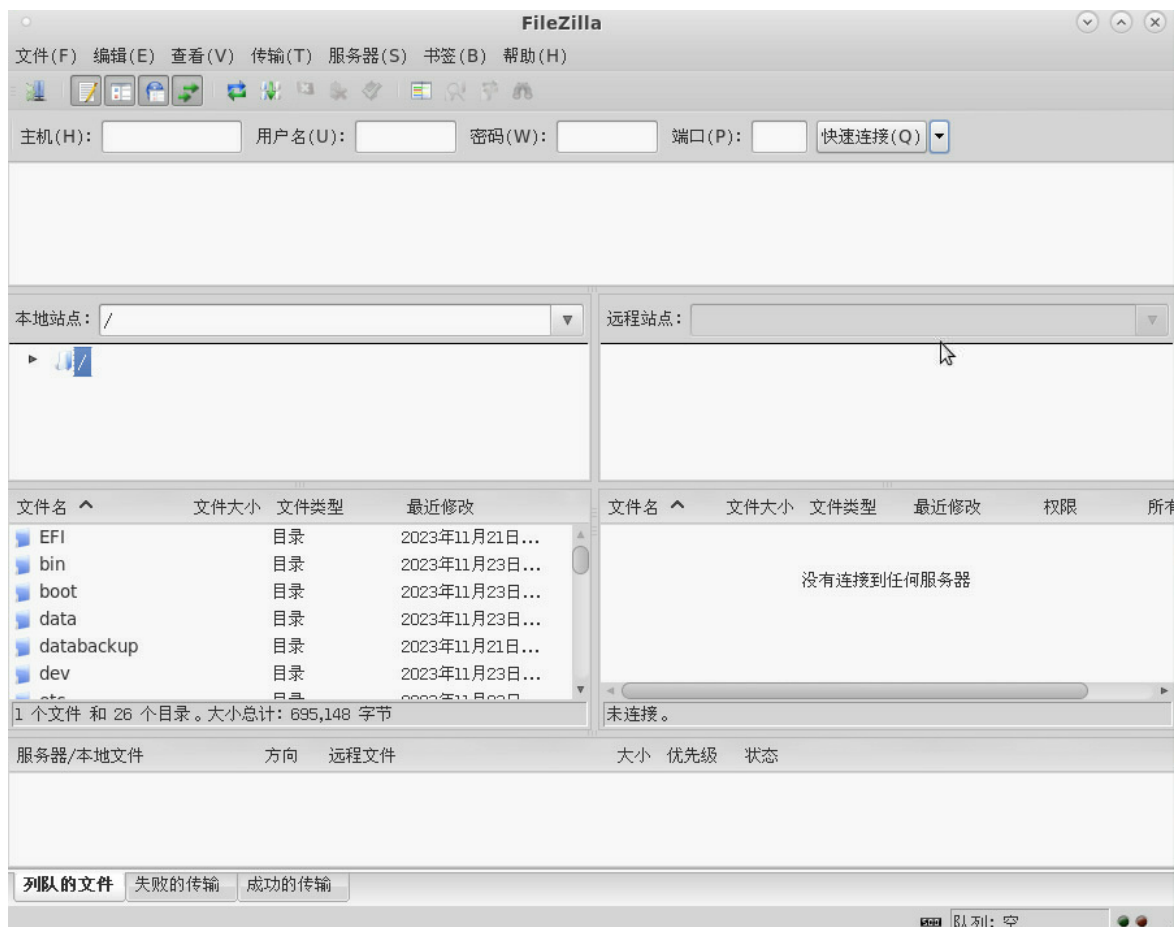 FileZilla
文件(F) 编辑(E) 查看(V) 传输(T) 服务器(S) 书签(B) 帮助(H)
主机(H): 用户名(U): 密码(W): 端口(P): 快速连接(Q)
本地站点: /
远程站点:
/
文件名 文件大小 文件类型 最近修改
EFI 目录 2023年11月21日...
bin 目录 2023年11月23日...
boot 目录 2023年11月23日...
data 目录 2023年11月23日...
databackup 目录 2023年11月21日...
dev 目录 2023年11月23日...
1 个文件 和 26 个目录。大小总计: 695,148 字节
文件名 文件大小 文件类型 最近修改 权限 所有
没有连接到任何服务器
未连接。
服务器/本地文件 方向 远程文件 大小 优先级 状态
列队的文件 失败的传输 成功的传输
队列: 空